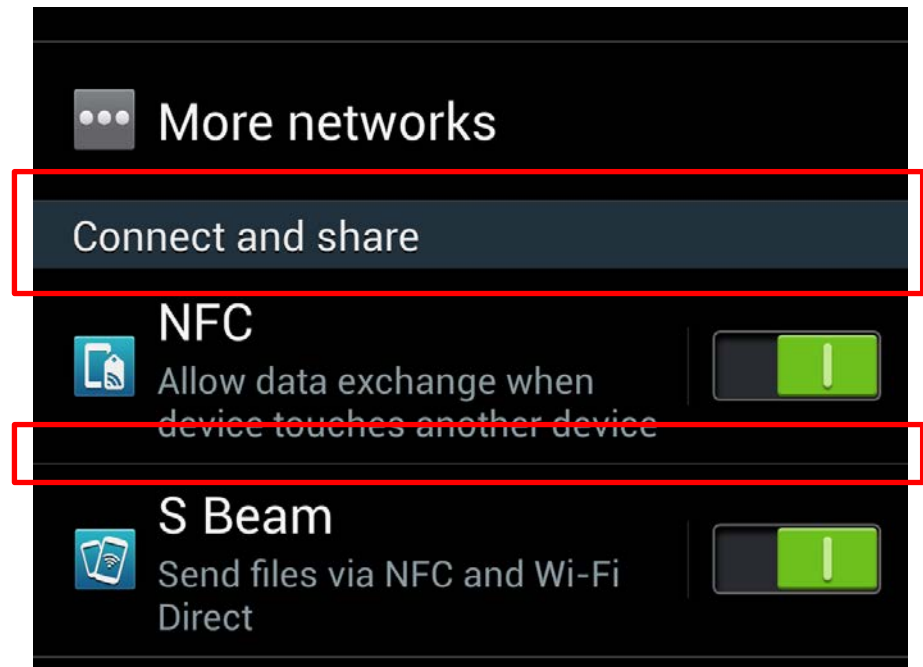 More networks
Connect and share
NFC
Allow data exchange when
device touches another device
S Beam
Send files via NFC and Wi-Fi
Direct